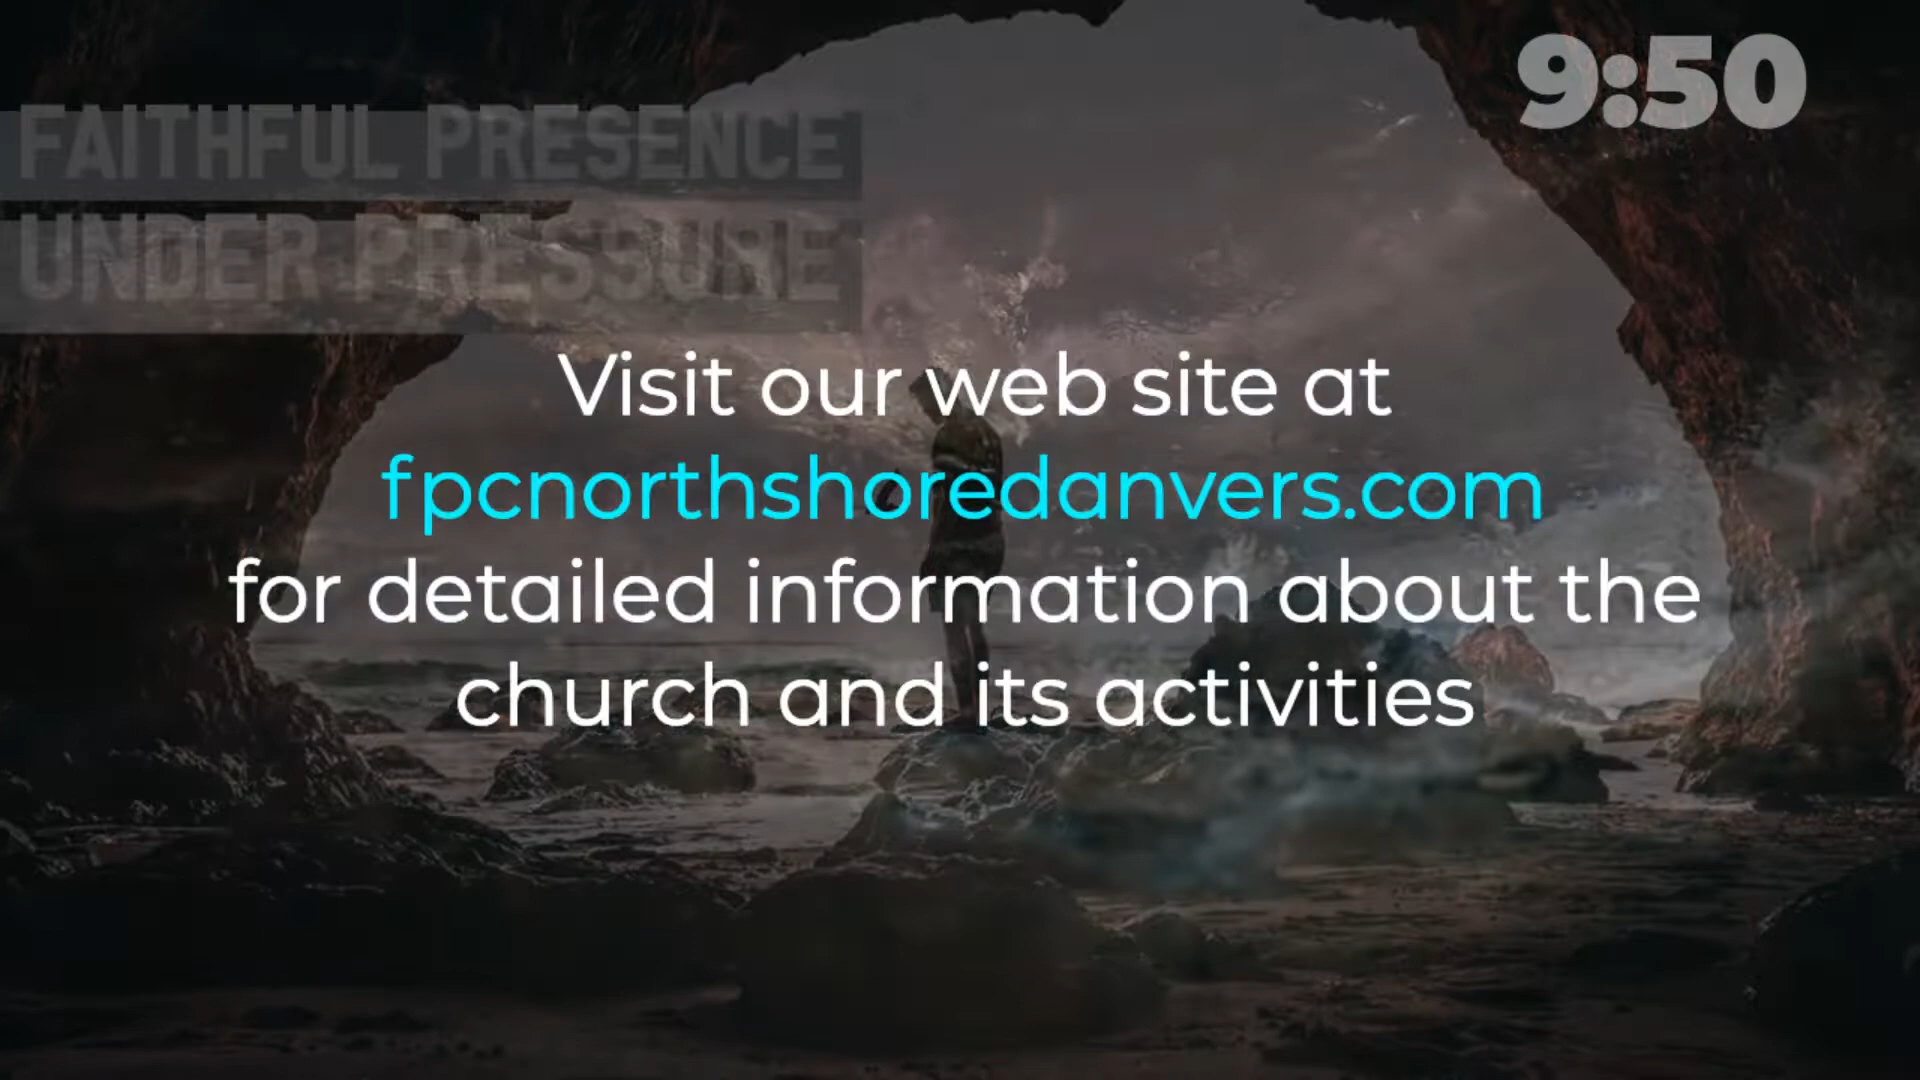 9:50
FAITHFUL PRESENCE
UNDER PRESSURE
Visit our web site at
fpcnorthshoredanvers.com
for detailed information about the
church and its activities